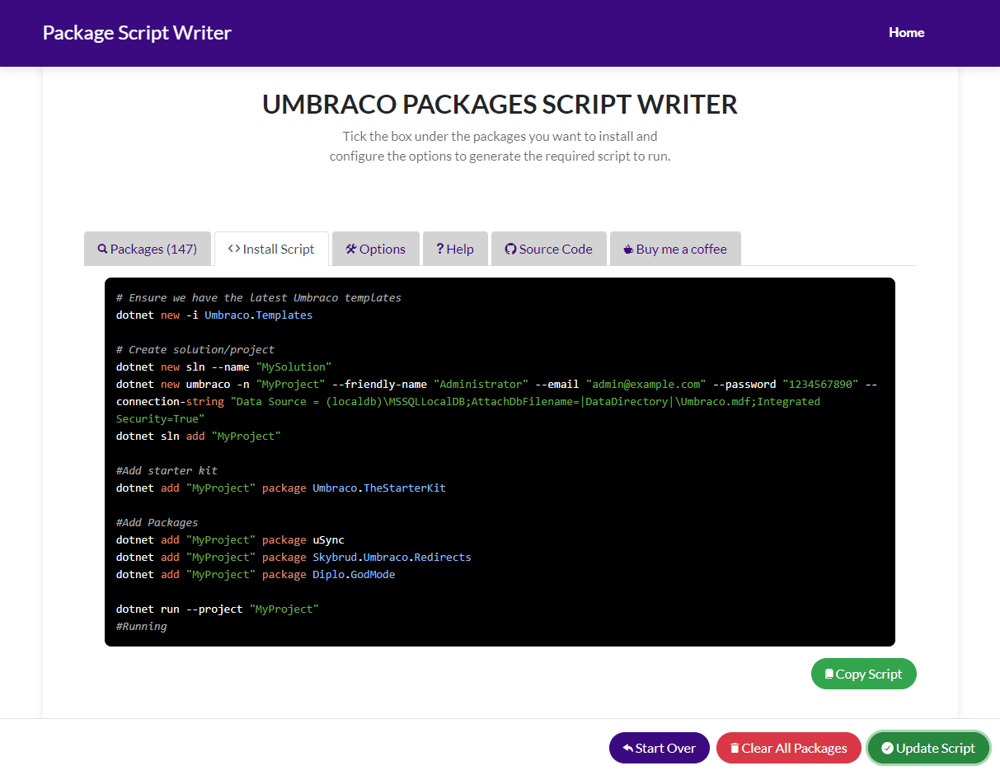 Package Script Writer
Home
UMBRACO PACKAGES SCRIPT WRITER
Tick the box under the packages you want to install and
configure the options to generate the required script to run.
Packages (147)
<> Install Script
Options
? Help
Source Code
Buy me a coffee
# Ensure we have the latest Umbraco templates
dotnet new -i Umbraco.Templates
# Create solution/project
dotnet new sln --name "MySolution"
dotnet new umbraco -n "MyProject" --friendly-name "Administrator" --email "admin@example.com" --password "1234567890" --
connection-string "Data Source = (localdb)\MSSQLLocalDB;AttachDbFilename=|DataDirectory|\Umbraco.mdf;Integrated
Security=True"
dotnet sln add "MyProject"
#Add starter kit
dotnet add "MyProject" package Umbraco.TheStarterKit
#Add Packages
dotnet add "MyProject" package uSync
dotnet add "MyProject" package Skybrud.Umbraco.Redirects
dotnet add "MyProject" package Diplo.GodMode
dotnet run --project "MyProject"
#Running
Copy Script
Start Over
Clear All Packages
Update Script